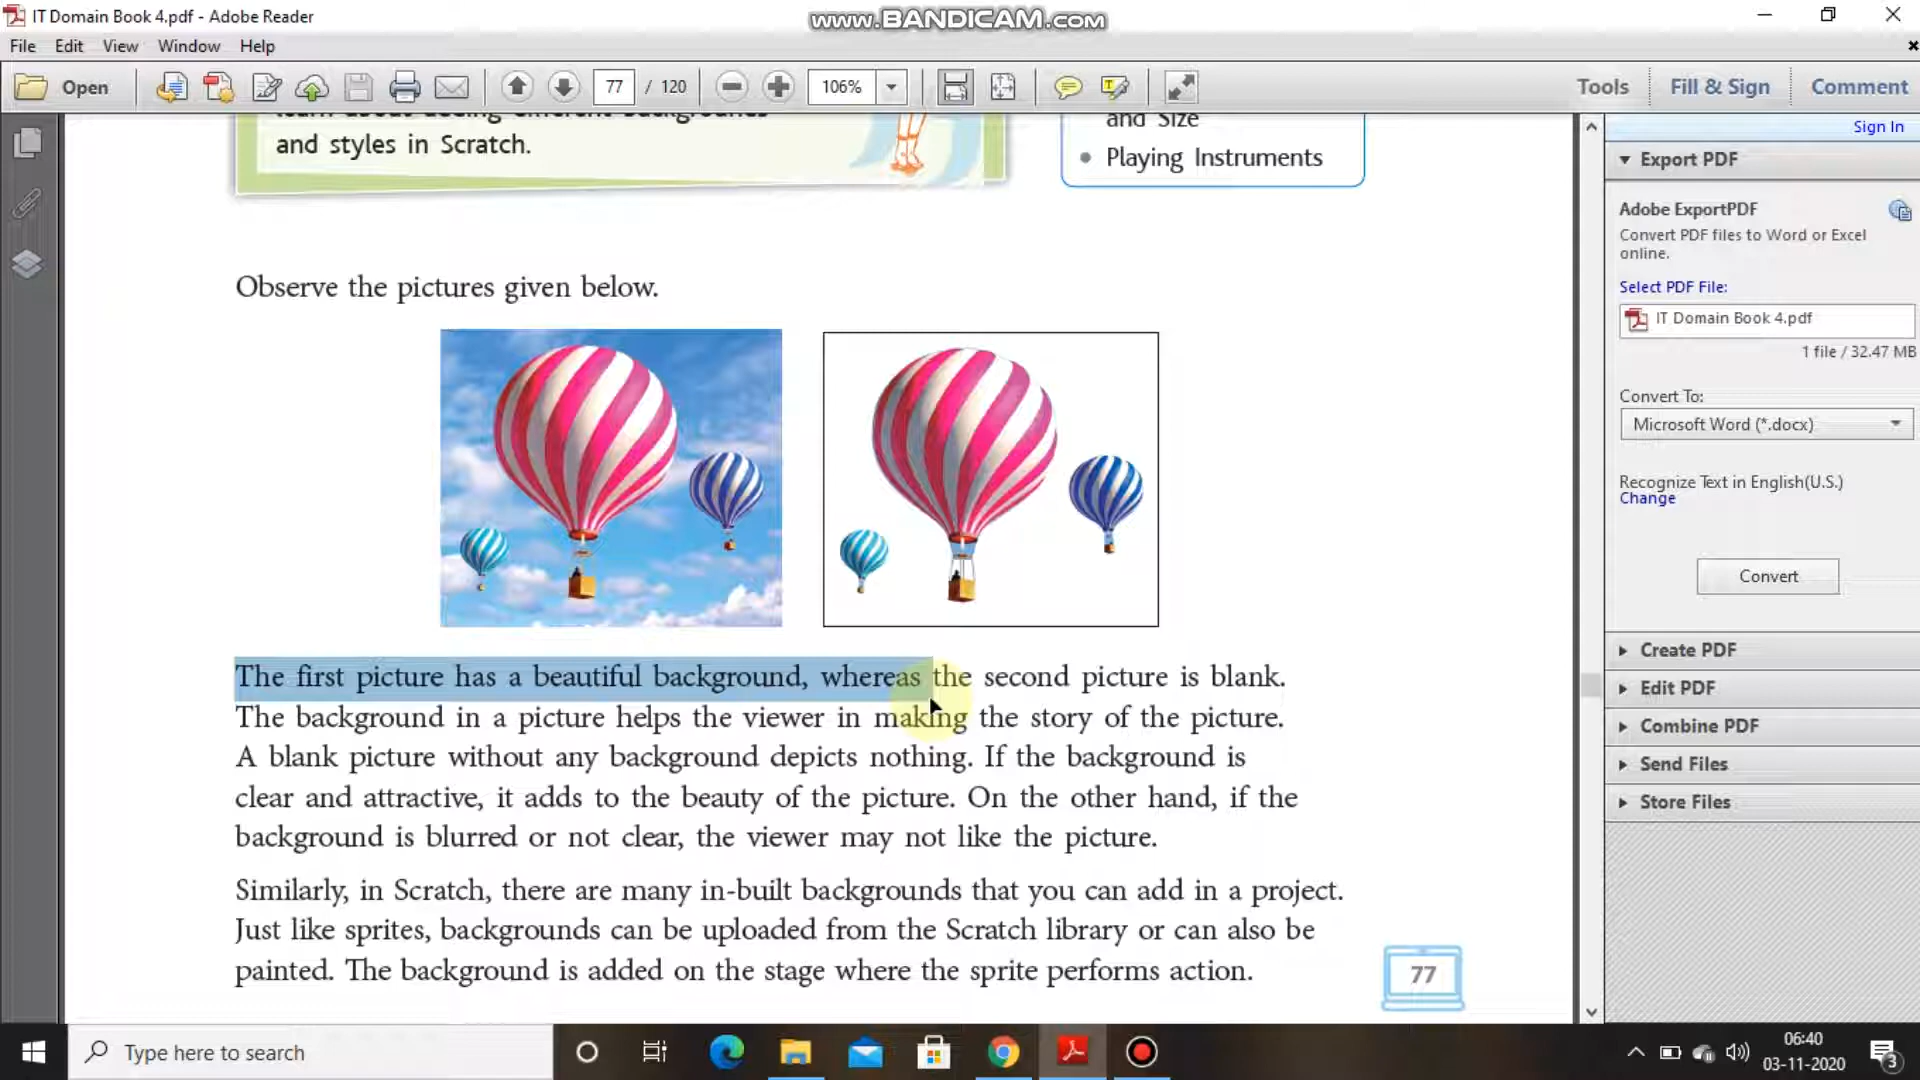 IT Domain Book 4.pdf - Adobe Reader
www.BANDICAM.com
File Edit View Window Help
Open 77 / 120 106% Tools Fill & Sign Comment
Sign In
learn about adding different backgrounds
and styles in Scratch.
and Size
• Playing Instruments
Observe the pictures given below.
The first picture has a beautiful background, whereas the second picture is blank.
The background in a picture helps the viewer in making the story of the picture.
A blank picture without any background depicts nothing. If the background is
clear and attractive, it adds to the beauty of the picture. On the other hand, if the
background is blurred or not clear, the viewer may not like the picture.
Similarly, in Scratch, there are many in-built backgrounds that you can add in a project.
Just like sprites, backgrounds can be uploaded from the Scratch library or can also be
painted. The background is added on the stage where the sprite performs action.
77
Export PDF
Adobe ExportPDF
Convert PDF files to Word or Excel
online.
Select PDF File:
IT Domain Book 4.pdf
1 file / 32.47 MB
Convert To:
Microsoft Word (*.docx)
Recognize Text in English(U.S.)
Change
Convert
Create PDF
Edit PDF
Combine PDF
Send Files
Store Files
Type here to search
06:40
03-11-2020
3